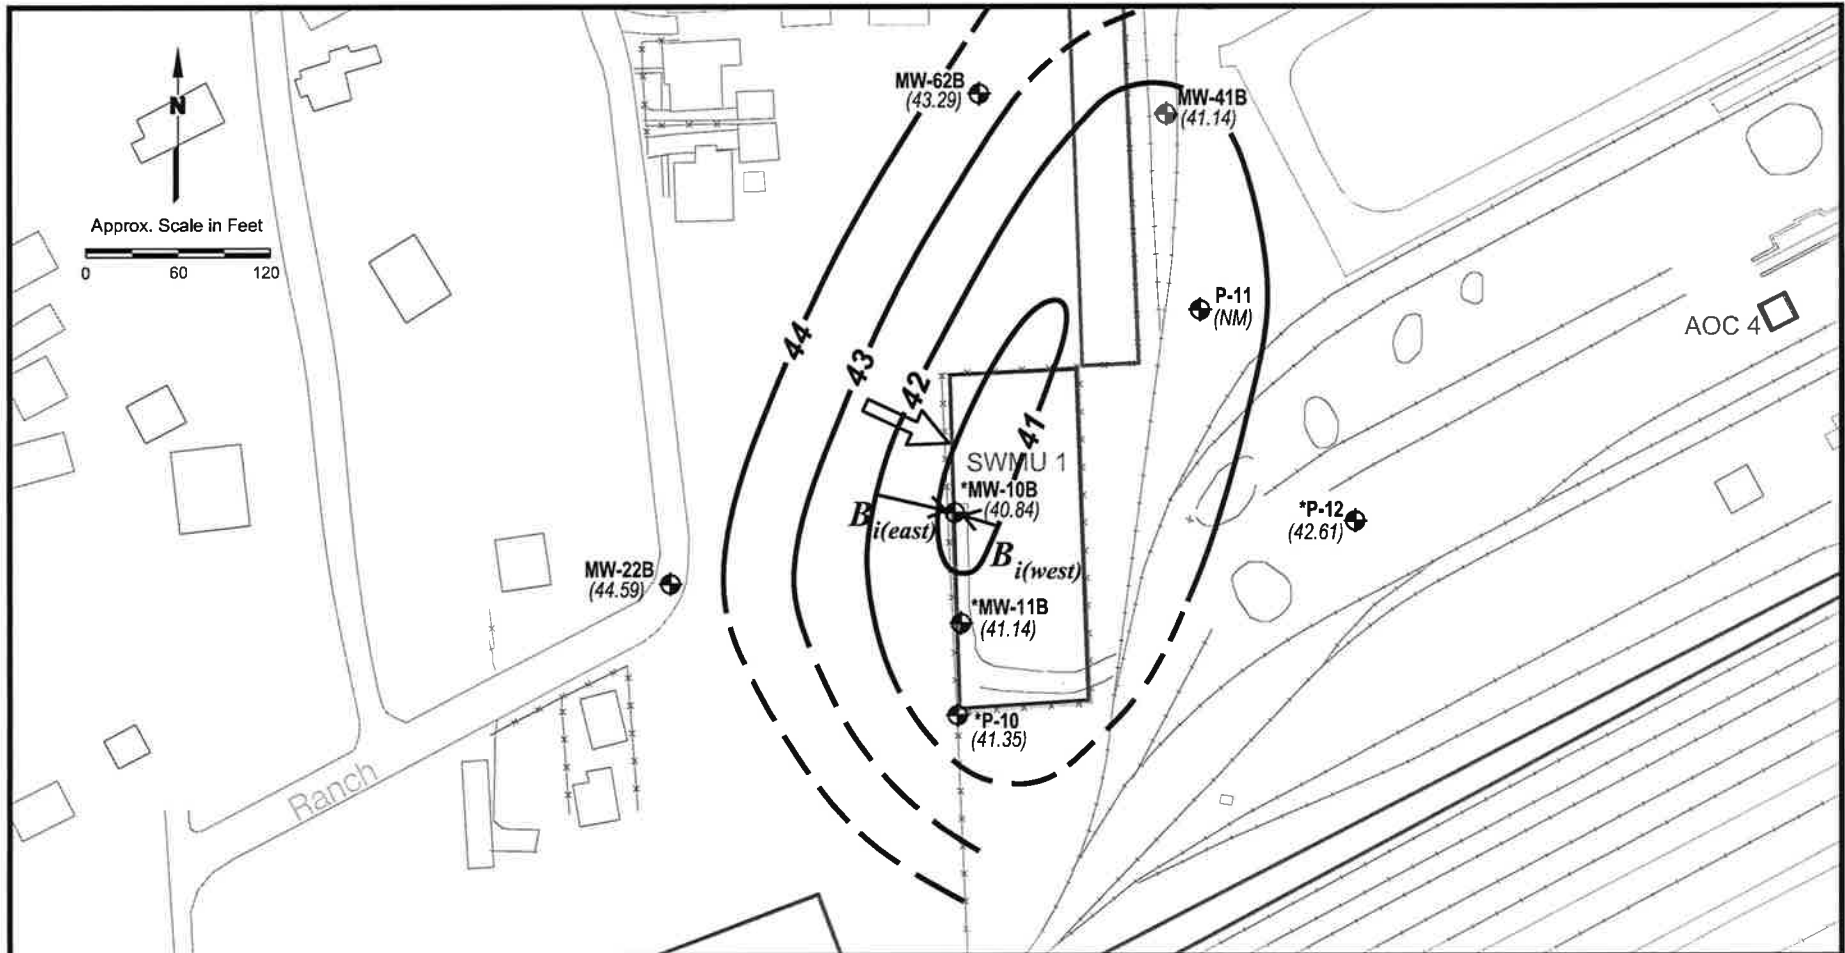 MW-62B
(43.29)
MW-41B
(41.14)
N
Approx. Scale in Feet
0 60 120
P-11
(NM)
AOC 4
44
43
42
41
SWMU 1
*MW-10B
(40.84)
B i(east)
B i(west)
*P-12
(42.61)
MW-22B
(44.59)
*MW-11B
(41.14)
*P-10
(41.35)
Ranch